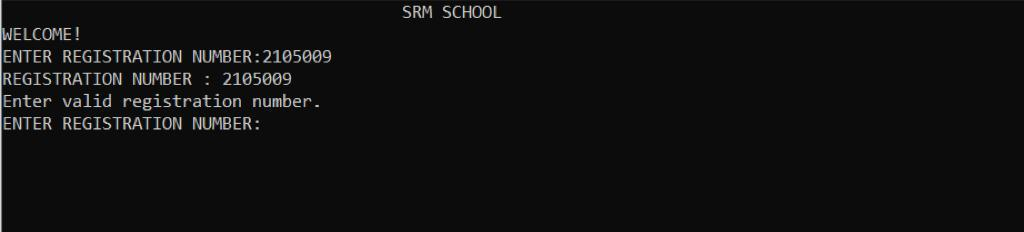 SRM SCHOOL
WELCOME!
ENTER REGISTRATION NUMBER:2105009
REGISTRATION NUMBER : 2105009
Enter valid registration number.
ENTER REGISTRATION NUMBER: